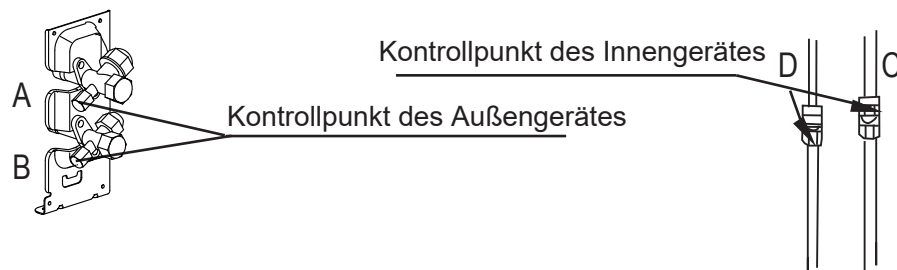 Kontrollpunkt des Innengerätes
D
C
A
Kontrollpunkt des Außengerätes
B